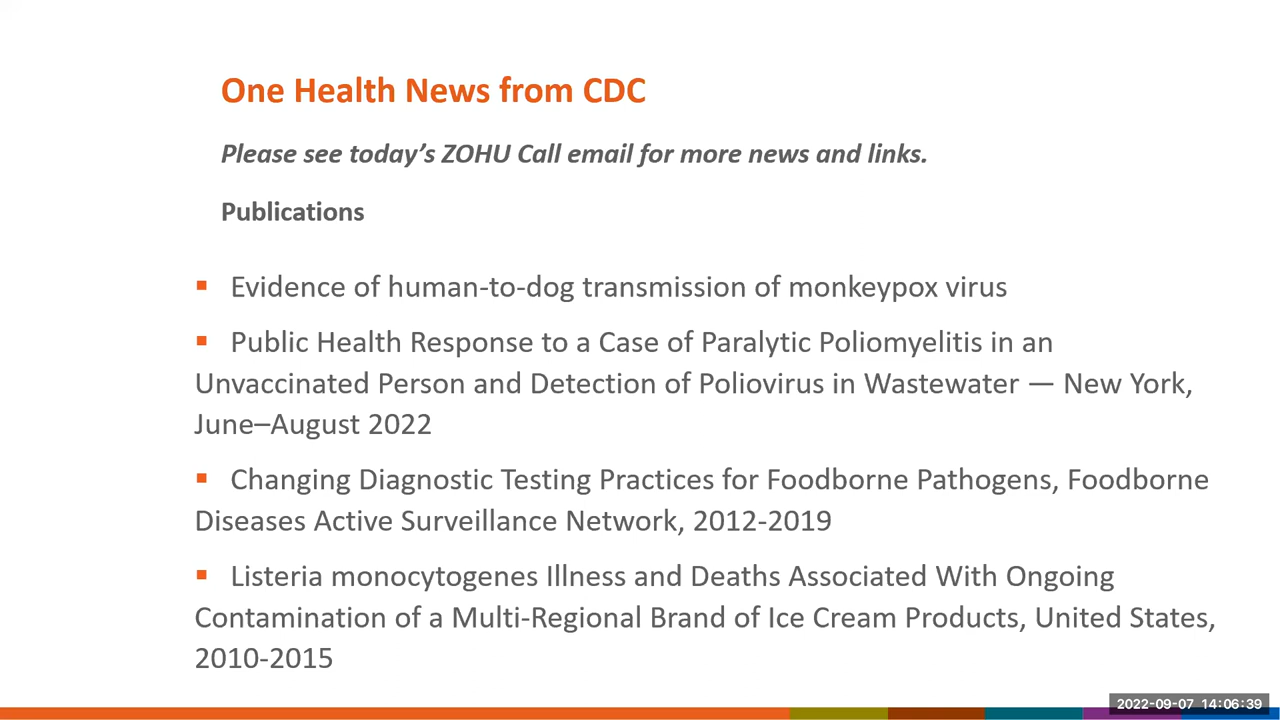 One Health News from CDC
Please see today’s ZOHU Call email for more news and links.
Publications
▪ Evidence of human-to-dog transmission of monkeypox virus
▪ Public Health Response to a Case of Paralytic Poliomyelitis in an
Unvaccinated Person and Detection of Poliovirus in Wastewater — New York,
June–August 2022
▪ Changing Diagnostic Testing Practices for Foodborne Pathogens, Foodborne
Diseases Active Surveillance Network, 2012-2019
▪ Listeria monocytogenes Illness and Deaths Associated With Ongoing
Contamination of a Multi-Regional Brand of Ice Cream Products, United States,
2010-2015
2022-09-07 14:06:39